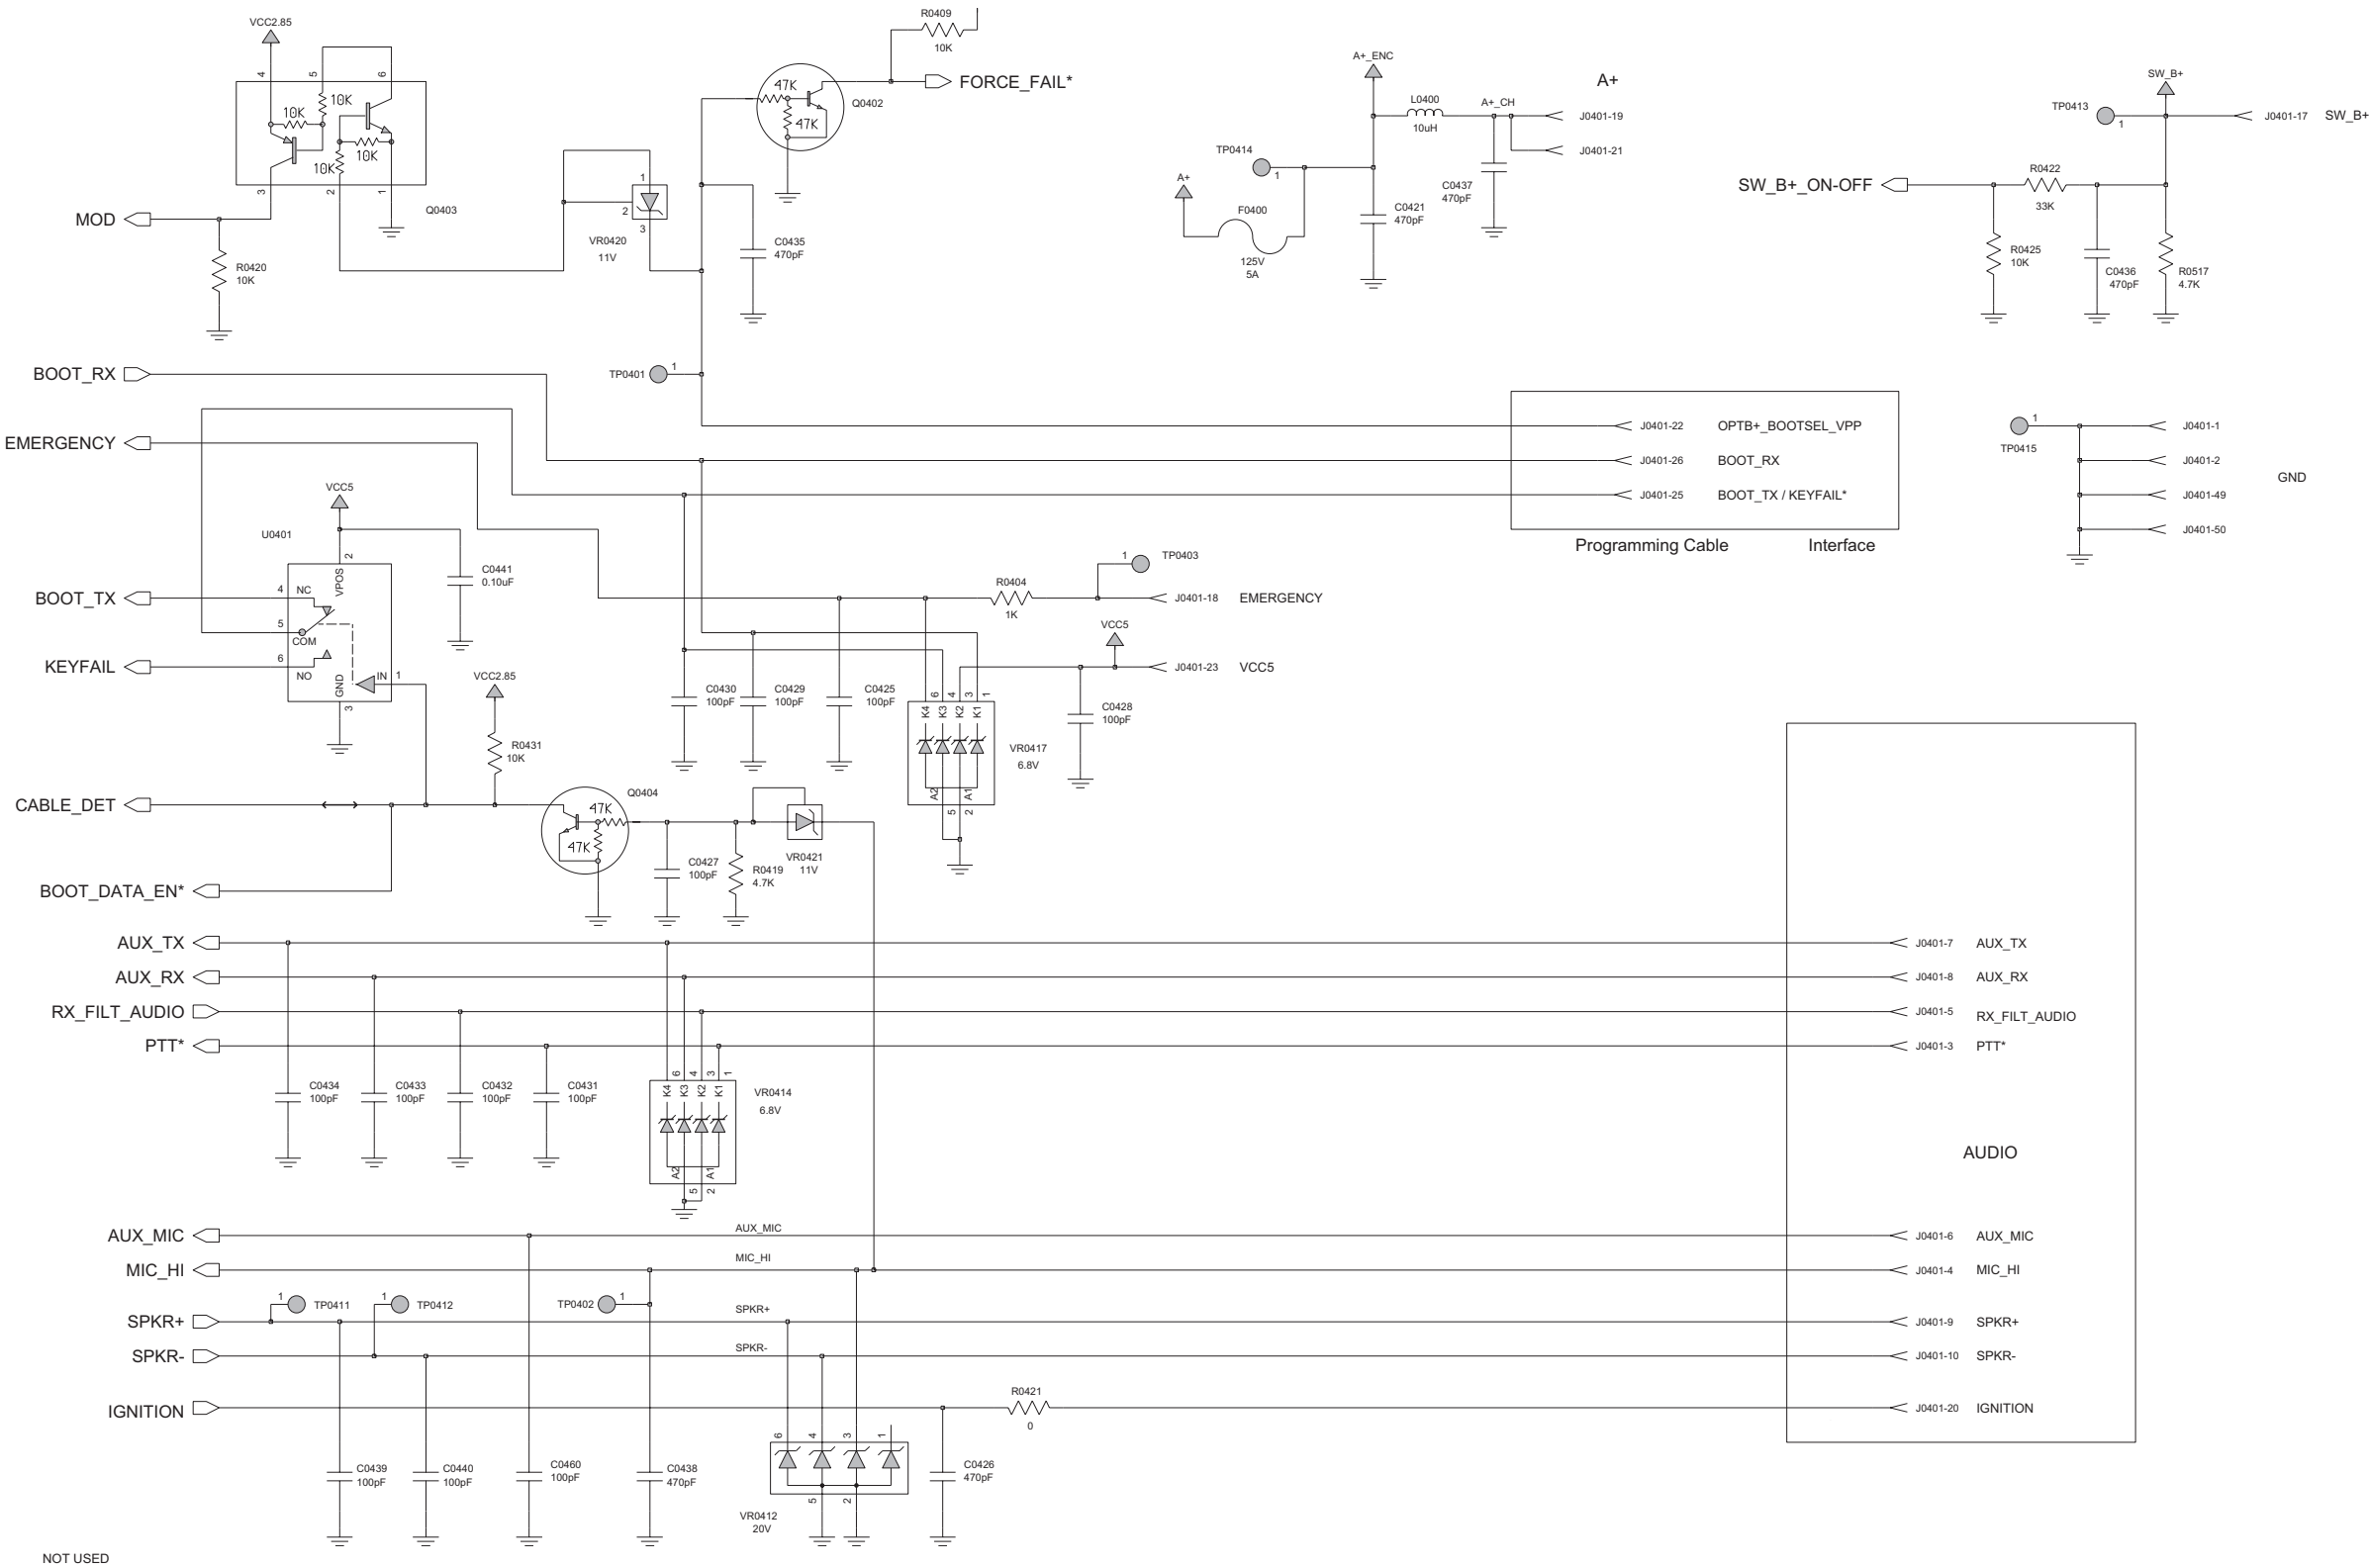 VCC2.85
R0409
10K
4
5
6
10K
10K
10K
10K
3
2
1
Q0403
MOD
R0420
10K
47K
47K
Q0402
FORCE_FAIL*
1
2
3
VR0420
11V
C0435
470pF
A+_ENC
A+
L0400
10uH
A+_CH
J0401-19
J0401-21
TP0414
1
A+
F0400
125V
5A
C0421
470pF
C0437
470pF
SW_B+
TP0413
1
J0401-17
SW_B+
SW_B+_ON-OFF
R0422
33K
R0425
10K
C0436
470pF
R0517
4.7K
BOOT_RX
TP0401
1
EMERGENCY
J0401-22
OPTB+_BOOTSEL_VPP
J0401-26
BOOT_RX
J0401-25
BOOT_TX / KEYFAIL*
Programming Cable
Interface
1
TP0415
J0401-1
J0401-2
GND
J0401-49
J0401-50
VCC5
U0401
2
VPOS
C0441
0.10uF
BOOT_TX
4
NC
5
COM
KEYFAIL
6
NO
GND
3
IN
1
1
TP0403
R0404
1K
J0401-18
EMERGENCY
VCC5
J0401-23
VCC5
VCC2.85
R0431
10K
C0430
100pF
C0429
100pF
C0425
100pF
6
4
3
1
K4
K3
K2
K1
A2
A1
5
2
VR0417
6.8V
C0428
100pF
CABLE_DET
Q0404
47K
47K
C0427
100pF
R0419
4.7K
VR0421
11V
BOOT_DATA_EN*
AUX_TX
J0401-7
AUX_TX
AUX_RX
J0401-8
AUX_RX
RX_FILT_AUDIO
J0401-5
RX_FILT_AUDIO
PTT*
J0401-3
PTT*
C0434
100pF
C0433
100pF
C0432
100pF
C0431
100pF
6
4
3
1
K4
K3
K2
K1
A2
A1
5
2
VR0414
6.8V
AUDIO
AUX_MIC
AUX_MIC
J0401-6
AUX_MIC
MIC_HI
MIC_HI
J0401-4
MIC_HI
1
TP0411
1
TP0412
TP0402
1
SPKR+
SPKR+
J0401-9
SPKR+
SPKR-
SPKR-
J0401-10
SPKR-
IGNITION
R0421
0
J0401-20
IGNITION
C0439
100pF
C0440
100pF
C0460
100pF
C0438
470pF
6
4
3
1
5
2
VR0412
20V
C0426
470pF
NOT USED